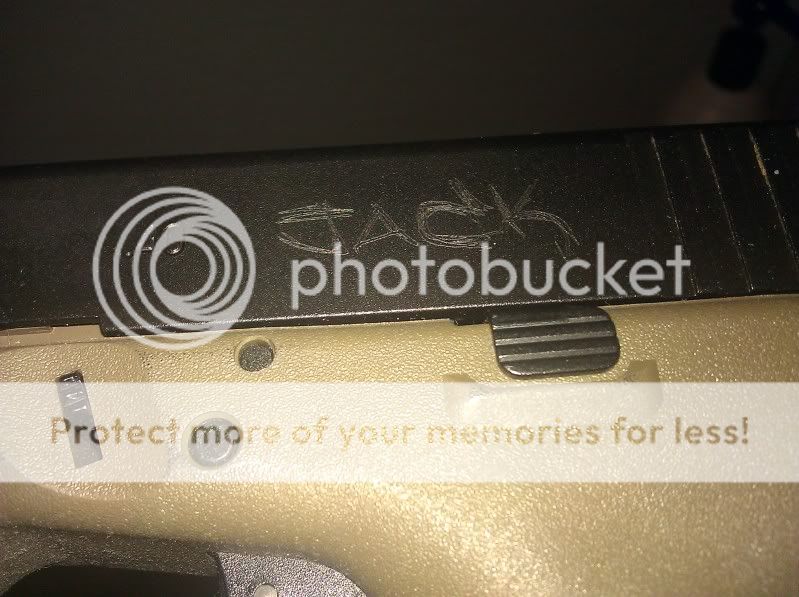 JACK
photobucket
Protect more of your memories for less!